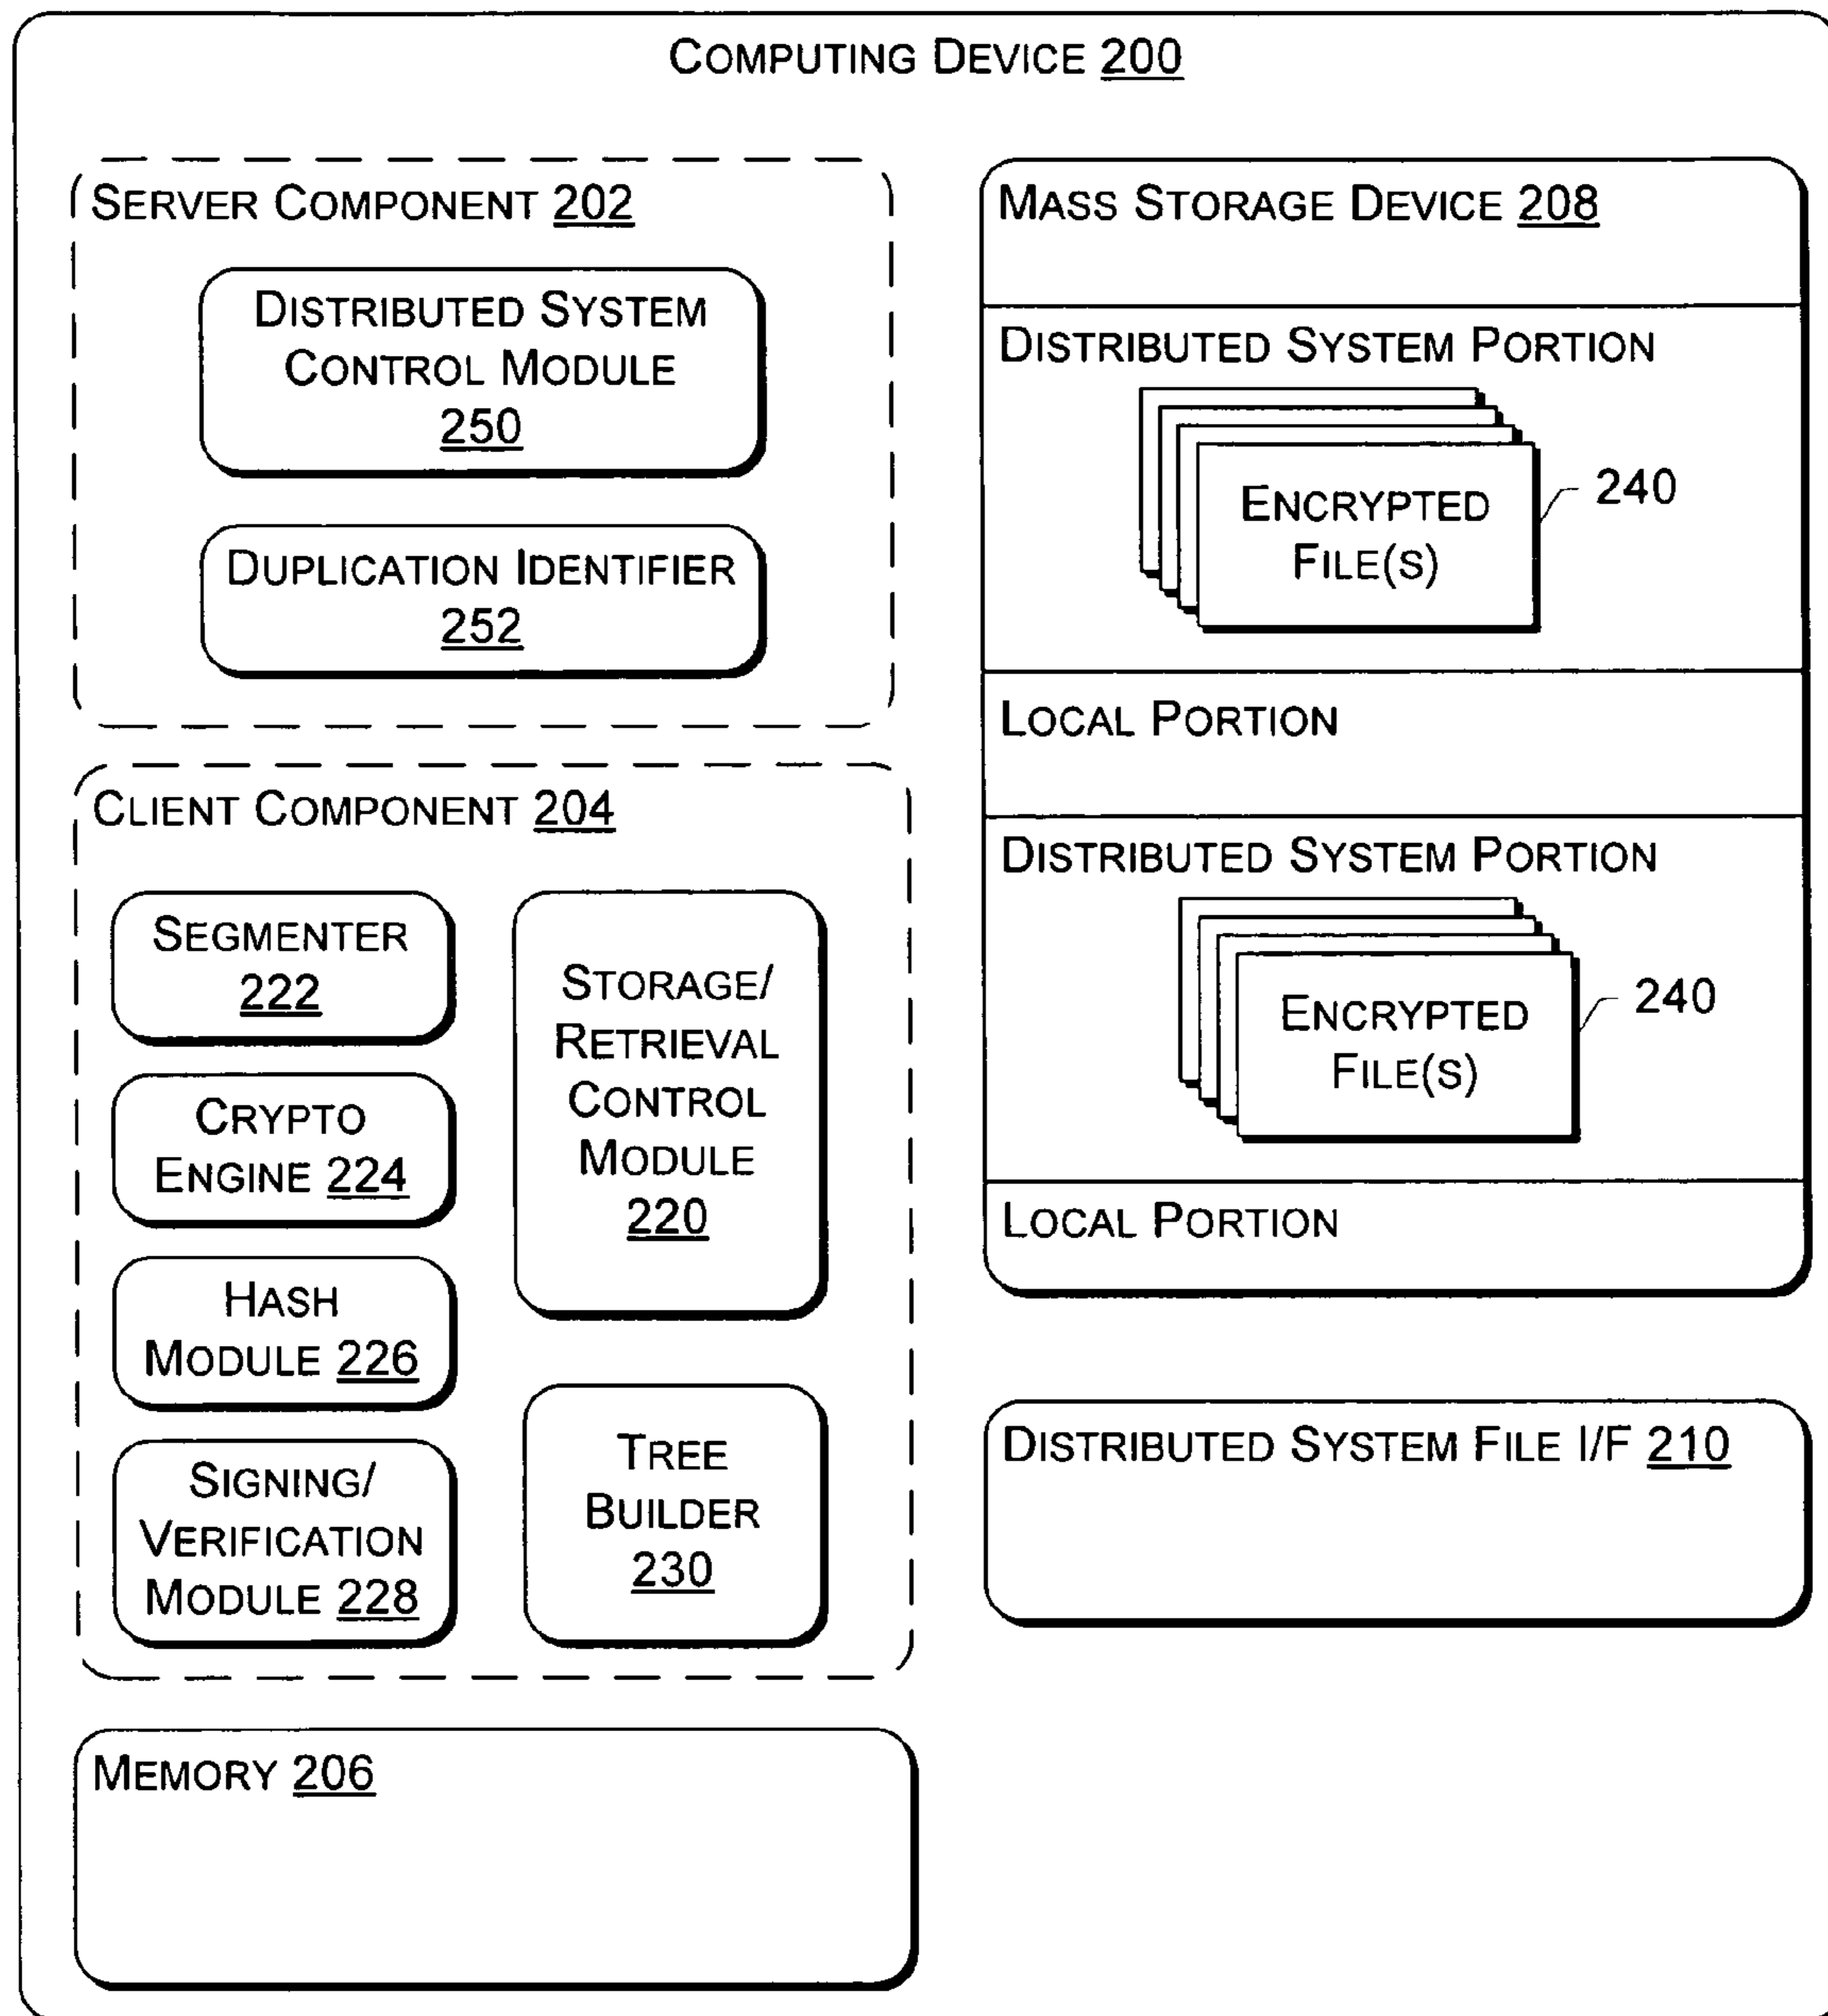 COMPUTING DEVICE 200
SERVER COMPONENT 202
DISTRIBUTED SYSTEM
CONTROL MODULE
250
DUPLICATION IDENTIFIER
252
CLIENT COMPONENT 204
SEGMENTER
222
CRYPTO
ENGINE 224
HASH
MODULE 226
SIGNING/
VERIFICATION
MODULE 228
STORAGE/
RETRIEVAL
CONTROL
MODULE
220
TREE
BUILDER
230
MEMORY 206
MASS STORAGE DEVICE 208
DISTRIBUTED SYSTEM PORTION
ENCRYPTED
FILE(S)
240
LOCAL PORTION
DISTRIBUTED SYSTEM PORTION
ENCRYPTED
FILE(S)
240
LOCAL PORTION
DISTRIBUTED SYSTEM FILE I/F 210